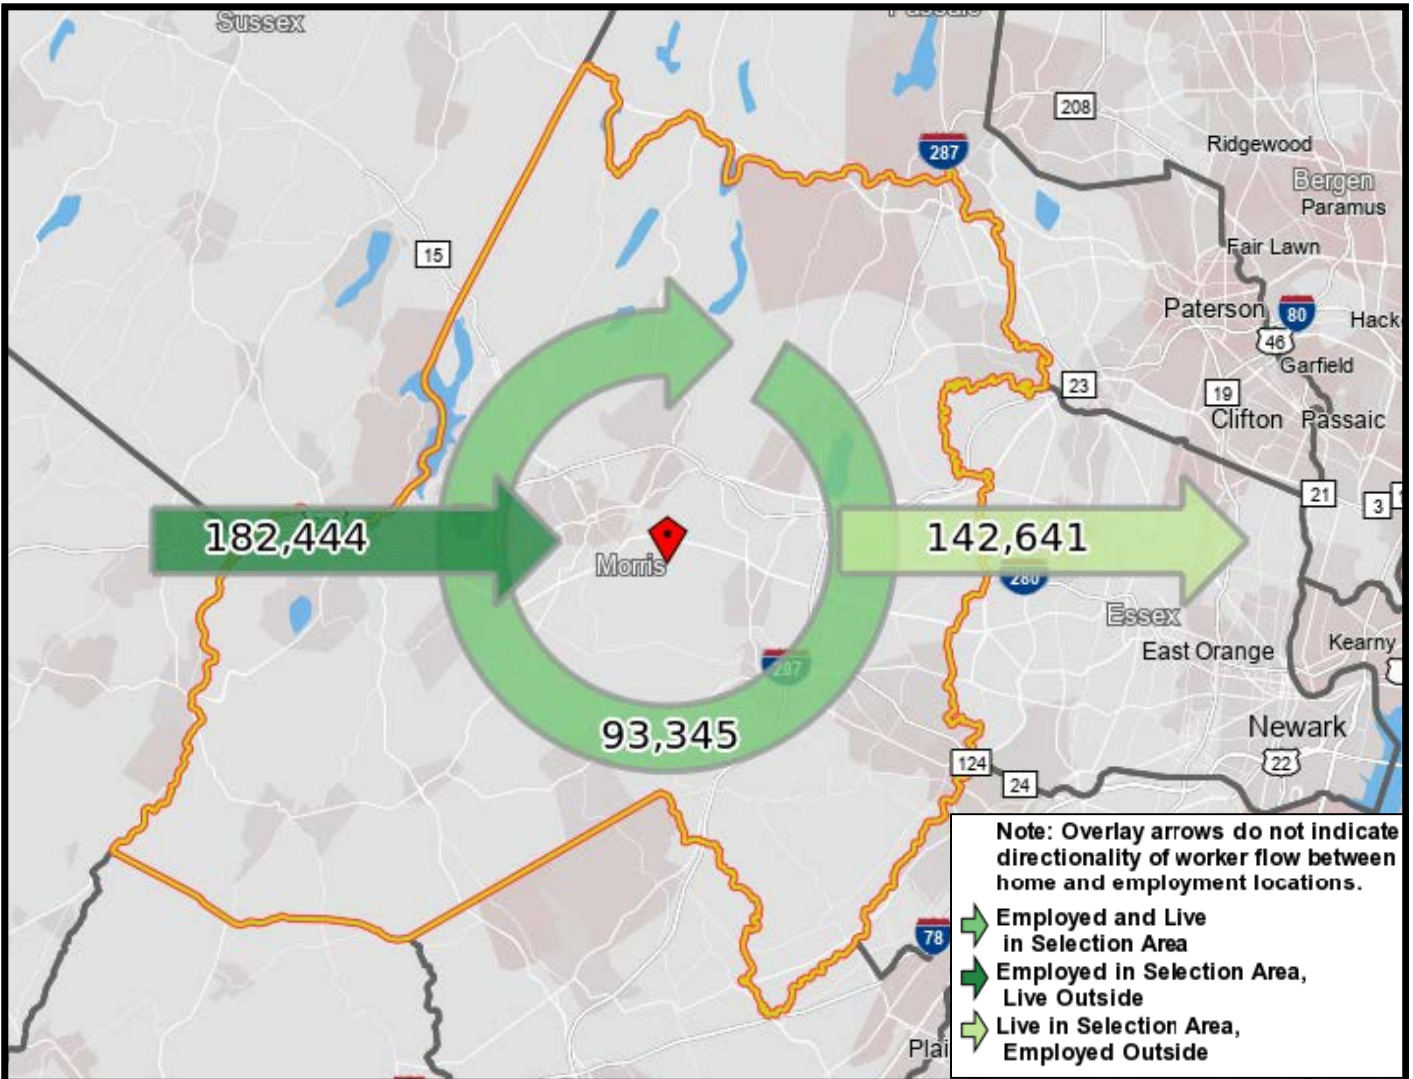 Sussex
Passaic
208
287
Ridgewood
Bergen
Paramus
15
Fair Lawn
Paterson
80
46
Garfield
23
19
Clifton
Passaic
21
3
182,444
142,641
Morris
280
Essex
East Orange
Kearny
287
93,345
Newark
22
124
24
78
Note: Overlay arrows do not indicate
directionality of worker flow between
home and employment locations.
Employed and Live
in Selection Area
Employed in Selection Area,
Live Outside
Live in Selection Area,
Employed Outside